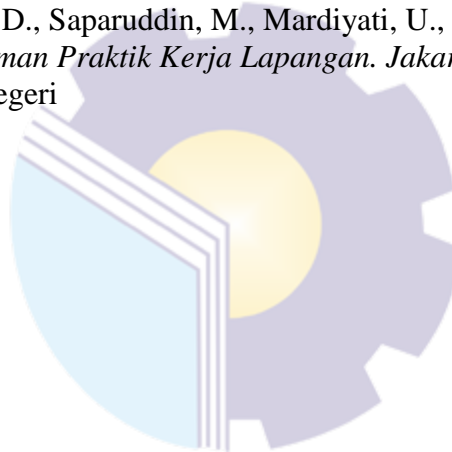 D., Saparuddin, M., Mardiyati, U.,
man Praktik Kerja Lapangan. Jakar
egeri